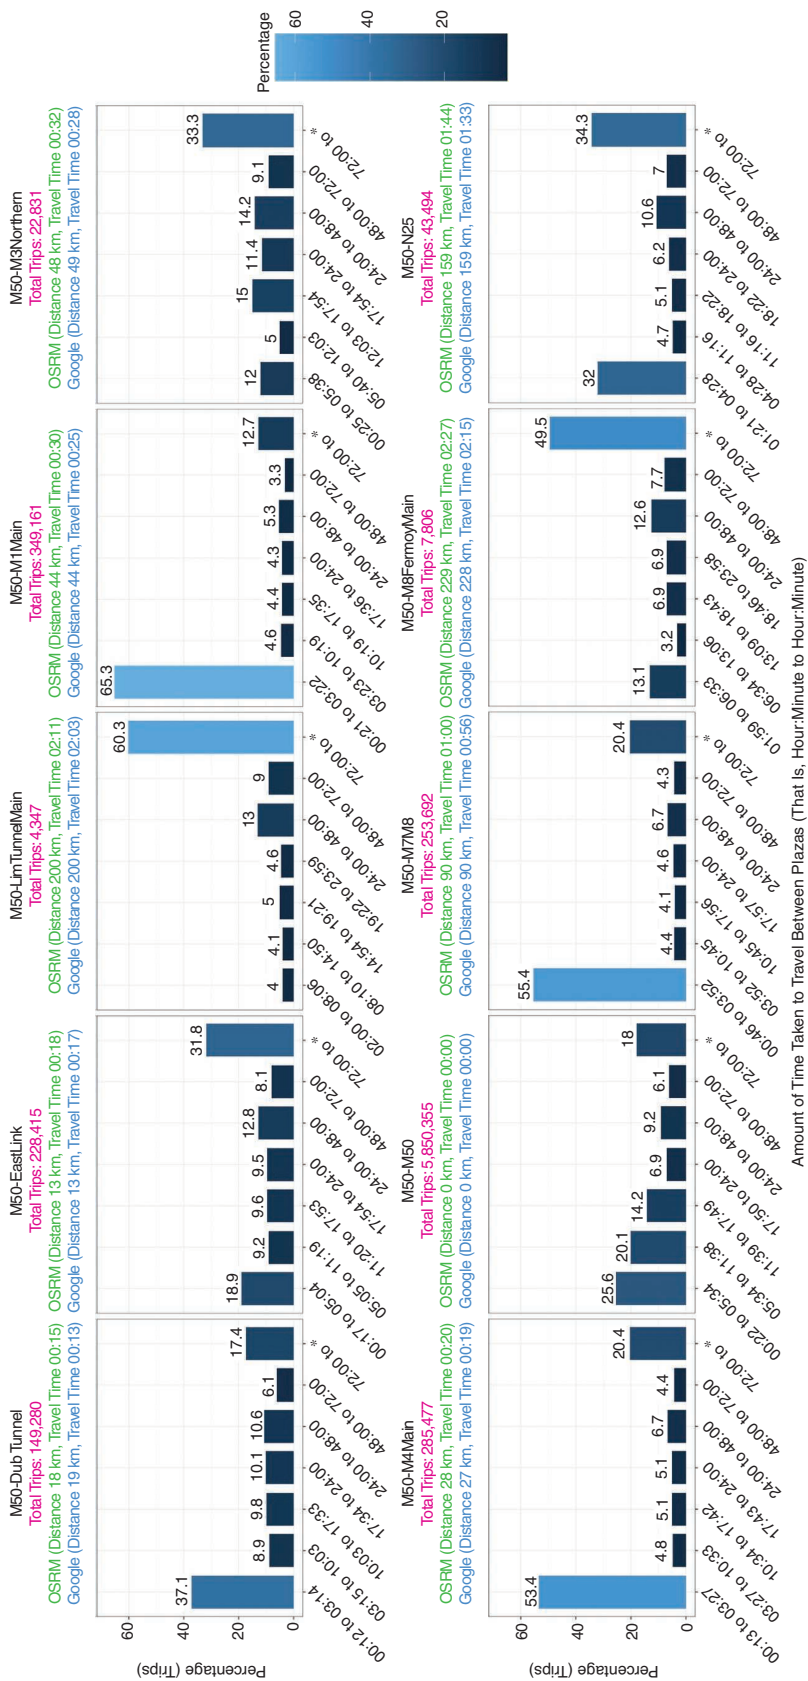 M50-Dub Tunnel
Total Trips: 149,280
OSRM (Distance 18 km, Travel Time 00:15)
Google (Distance 19 km, Travel Time 00:13)
Percentage (Trips)
60
40
20
0
37.1
8.9
9.8
10.1
10.6
6.1
17.4
00:12 to 03:14
03:15 to 10:03
10:03 to 17:33
17:34 to 24:00
24:00 to 48:00
48:00 to 72:00
72:00 to *
M50-EastLink
Total Trips: 228,415
OSRM (Distance 13 km, Travel Time 00:18)
Google (Distance 13 km, Travel Time 00:17)
18.9
9.2
9.6
9.5
12.8
8.1
31.8
00:17 to 05:04
05:05 to 11:19
11:20 to 17:53
17:54 to 24:00
24:00 to 48:00
48:00 to 72:00
72:00 to *
M50-LimTunnelMain
Total Trips: 4,347
OSRM (Distance 200 km, Travel Time 02:11)
Google (Distance 200 km, Travel Time 02:03)
4
4.1
5
4.6
13
9
60.3
02:00 to 08:06
08:10 to 14:50
14:54 to 19:21
19:22 to 23:59
24:00 to 48:00
48:00 to 72:00
72:00 to *
M50-M1Main
Total Trips: 349,161
OSRM (Distance 44 km, Travel Time 00:30)
Google (Distance 44 km, Travel Time 00:25)
65.3
4.6
4.4
4.3
5.3
3.3
12.7
00:21 to 03:22
03:23 to 10:19
10:19 to 17:35
17:36 to 24:00
24:00 to 48:00
48:00 to 72:00
72:00 to *
M50-M3Northern
Total Trips: 22,831
OSRM (Distance 48 km, Travel Time 00:32)
Google (Distance 49 km, Travel Time 00:28)
12
5
15
11.4
14.2
9.1
33.3
00:25 to 05:38
05:40 to 12:03
12:03 to 17:54
17:54 to 24:00
24:00 to 48:00
48:00 to 72:00
72:00 to *
Percentage
60
40
20
M50-M4Main
Total Trips: 285,477
OSRM (Distance 28 km, Travel Time 00:20)
Google (Distance 27 km, Travel Time 00:19)
Percentage (Trips)
60
40
20
0
53.4
4.8
5.1
5.1
6.7
4.4
20.4
00:13 to 03:27
03:27 to 10:33
10:34 to 17:42
17:43 to 24:00
24:00 to 48:00
48:00 to 72:00
72:00 to *
M50-M50
Total Trips: 5,850,355
OSRM (Distance 0 km, Travel Time 00:00)
Google (Distance 0 km, Travel Time 00:00)
25.6
20.1
14.2
6.9
9.2
6.1
18
00:22 to 05:34
05:34 to 11:38
11:39 to 17:49
17:50 to 24:00
24:00 to 48:00
48:00 to 72:00
72:00 to *
M50-M7M8
Total Trips: 253,692
OSRM (Distance 90 km, Travel Time 01:00)
Google (Distance 90 km, Travel Time 00:56)
55.4
4.4
4.1
4.6
6.7
4.3
20.4
00:46 to 03:52
03:52 to 10:45
10:45 to 17:56
17:57 to 24:00
24:00 to 48:00
48:00 to 72:00
72:00 to *
M50-M8FermoyMain
Total Trips: 7,806
OSRM (Distance 229 km, Travel Time 02:27)
Google (Distance 228 km, Travel Time 02:15)
13.1
3.2
6.9
6.9
12.6
7.7
49.5
01:59 to 06:33
06:34 to 13:06
13:09 to 18:43
18:46 to 23:58
24:00 to 48:00
48:00 to 72:00
72:00 to *
M50-N25
Total Trips: 43,494
OSRM (Distance 159 km, Travel Time 01:44)
Google (Distance 159 km, Travel Time 01:33)
32
4.7
5.1
6.2
10.6
7
34.3
01:21 to 04:28
04:28 to 11:16
11:16 to 18:22
18:22 to 24:00
24:00 to 48:00
48:00 to 72:00
72:00 to *
Amount of Time Taken to Travel Between Plazas (That Is, Hour:Minute to Hour:Minute)